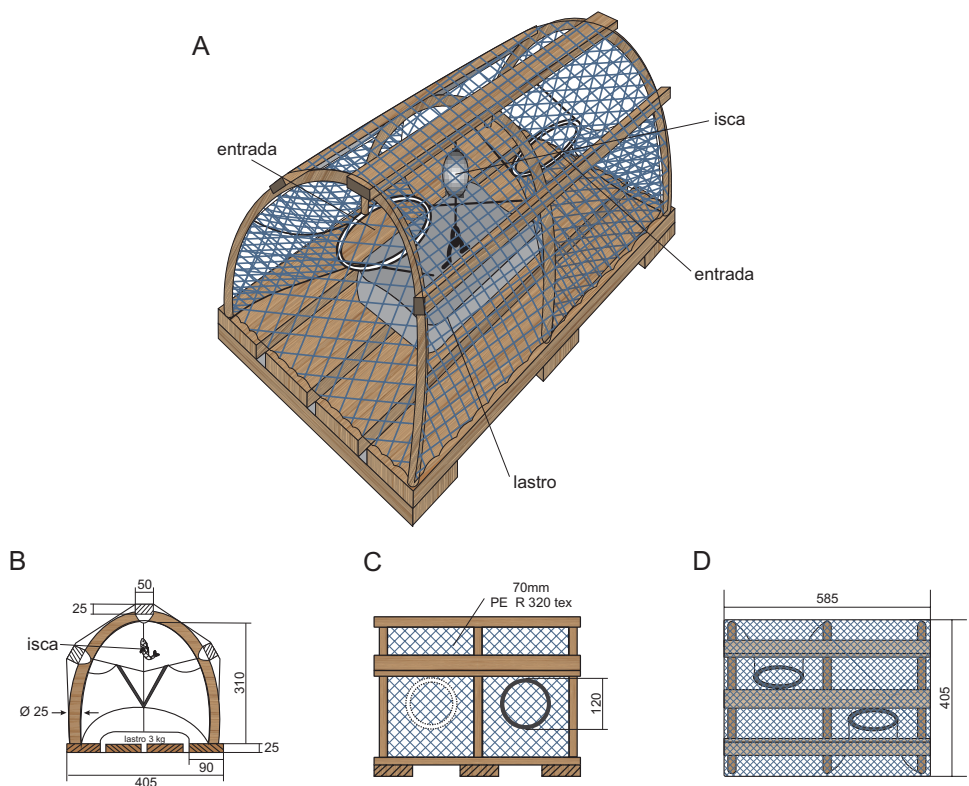 A
isca
entrada
entrada
lastro
B
50
25
isca
310
Ø 25
lastro 3 kg
25
90
405
C
70mm
PE R 320 tex
120
D
585
405